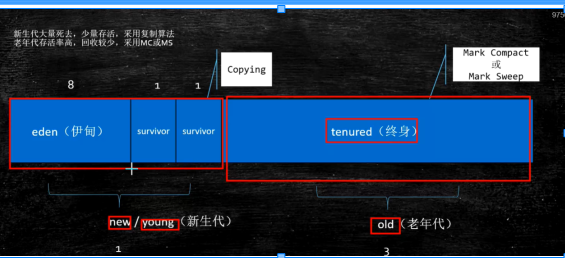 975
新生代大量死去，少量存活，采用复制算法
老年代存活率高，回收较少，采用MC或MS
Mark Compact
或
Mark Sweep
Copying
8 1 1
eden（伊甸） survivor survivor tenured（终身）
new / young（新生代） old（老年代）
1 3